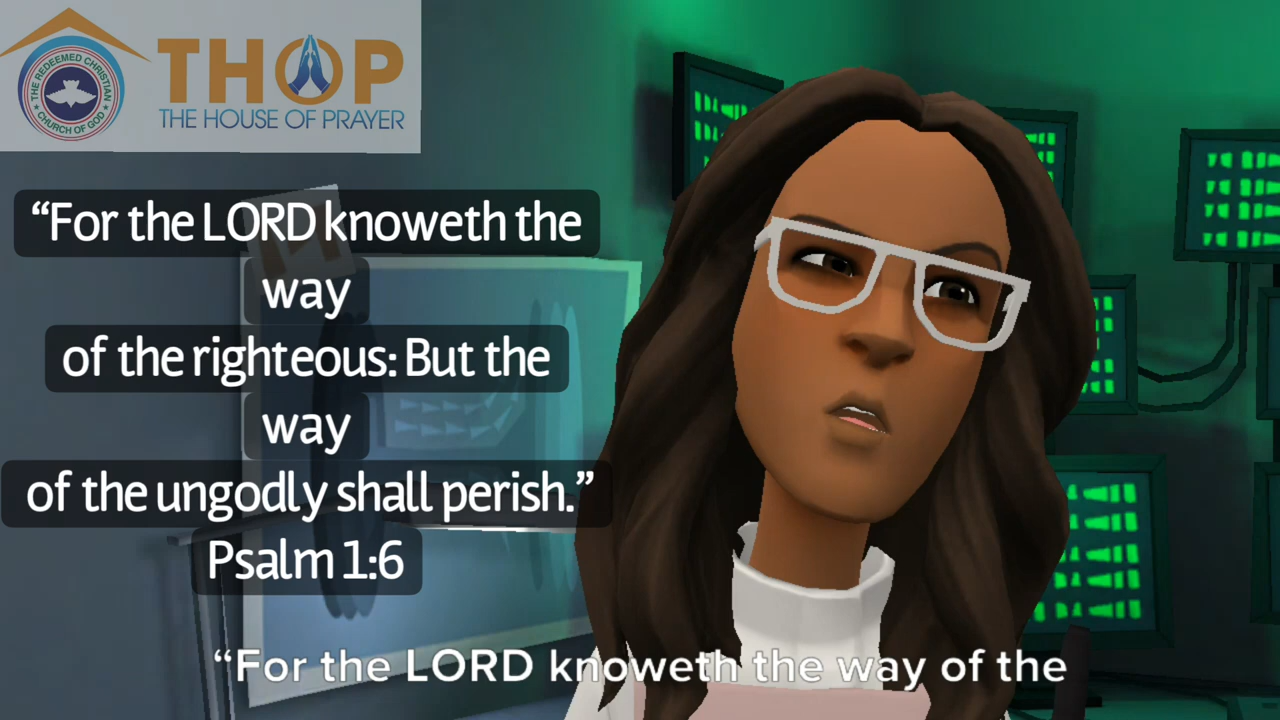 THE REDEEMED CHRISTIAN
CHURCH OF GOD
THOP
THE HOUSE OF PRAYER
“For the LORD knoweth the
way
of the righteous: But the
way
of the ungodly shall perish.”
Psalm 1:6
“For the LORD knoweth the way of the